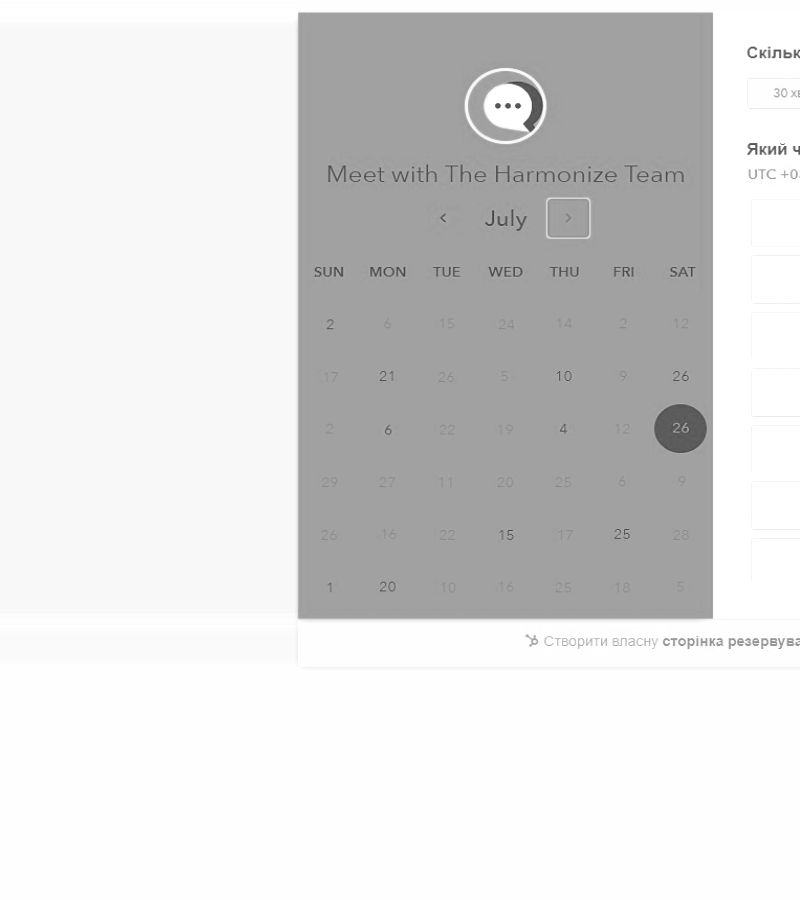 Meet with The Harmonize Team
July
SUN MON TUE WED THU FRI SAT
2 6 15 24 14 2 12
17 21 26 5 10 9 26
2 6 22 19 4 12 26
29 27 11 20 25 6 9
26 16 22 15 17 25 28
1 20 10 16 25 18 5
Скільк
30 хв
Який ч
UTC +0
Створити власну сторінка резервува